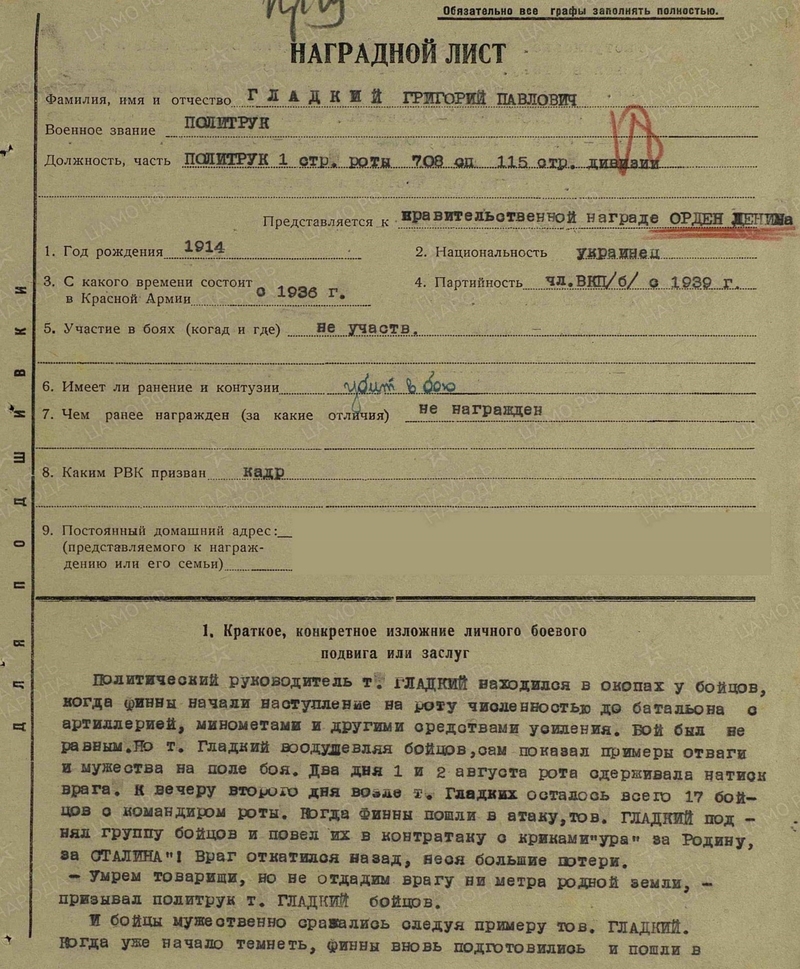 Обязательно все графы заполнять полностью.
НАГРАДНОЙ ЛИСТ
Фамилия, имя и отчество ГЛАДКИЙ ГРИГОРИЙ ПАВЛОВИЧ
Военное звание ПОЛИТРУК
Должность, часть ПОЛИТРУК 1 стр. роты 708 сп 115 стр. дивизии
Представляется к правительственной награде ОРДЕН ЛЕНИНа
1. Год рождения 1914
2. Национальность украинец
3. С какого времени состоит
в Красной Армии с 1936 г.
4. Партийность чл.ВКП/б/ с 1939 г.
5. Участие в боях (когад и где) не участв.
6. Имеет ли ранение и контузии убит в бою
7. Чем ранее награжден (за какие отличия) не награжден
8. Каким РВК призван кадр
9. Постоянный домашний адрес:
(представляемого к награж-
дению или его семьи)
1. Краткое, конкретное изложние личного боевого
подвига или заслуг
Политический руководитель т. ГЛАДКИЙ находился в окопах у бойцов,
когда финны начали наступление на роту численностью до батальона с
артиллерией, минометами и другими средствами усиления. Бой был не
равным.Но т. Гладкий воодушевляя бойцов,сам показал примеры отваги
и мужества на поле боя. Два дня 1 и 2 августа рота сдерживала натиск
врага. К вечеру второго дня возле т. Гладких осталось всего 17 бой-
цов с командиром роты. Когда Финны пошли в атаку,тов. ГЛАДКИЙ под -
нял группу бойцов и повел их в контратаку с криками"ура" за Родину,
за СТАЛИНА"! Враг откатился назад, неся большие потери.
- Умрем товарищи, но не отдадим врагу ни метра родной земли, -
призывал политрук т. ГЛАДКИЙ бойцов.
И бойцы мужественно сражались следуя примеру тов. ГЛАДКИЙ.
Когда уже начало темнеть, финны вновь подготовились и пошли в